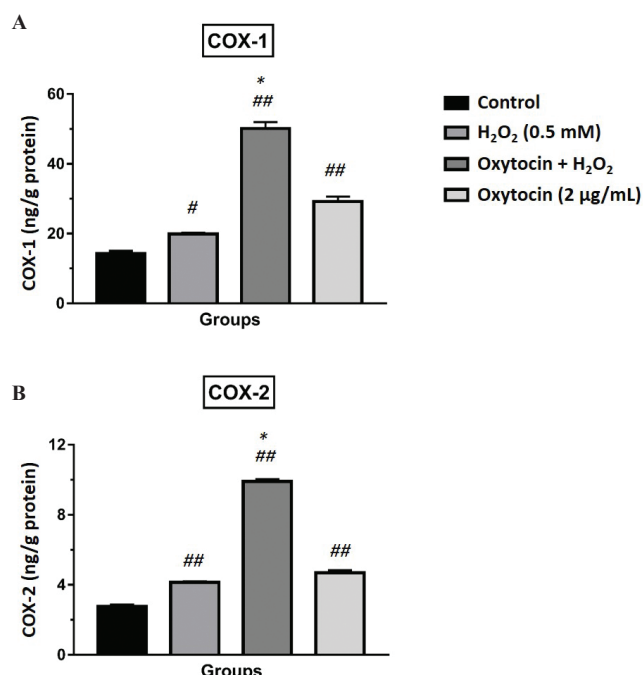 A
COX-1
COX-1 (ng/g protein)
60
40
20
0
#
*
##
##
Groups
Control
H₂O₂ (0.5 mM)
Oxytocin + H₂O₂
Oxytocin (2 µg/mL)
B
COX-2
COX-2 (ng/g protein)
12
8
4
0
##
*
##
##
Groups